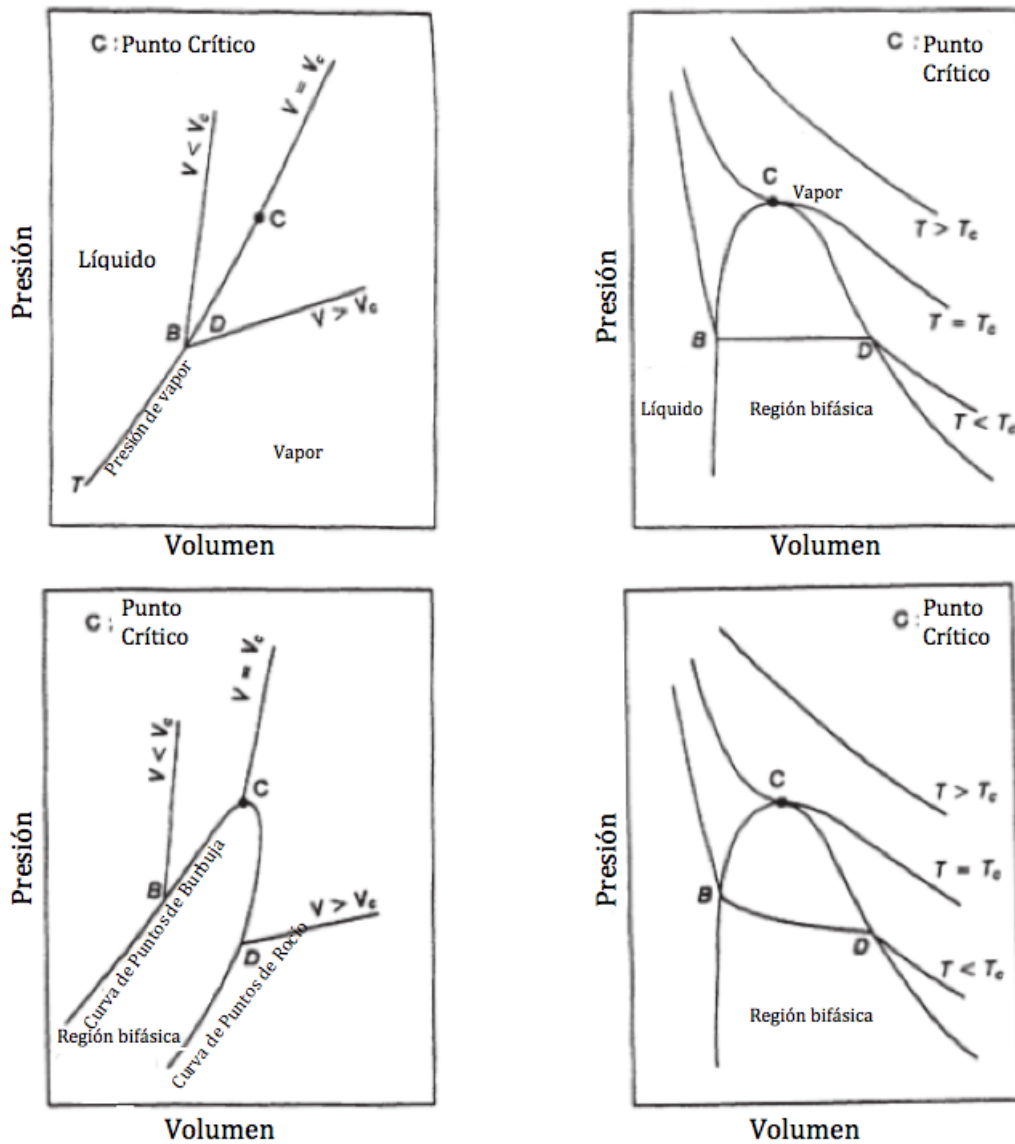 C: Punto Crítico
V = Vc
V < Vc
C
Líquido
B
D
V > Vc
Presión de vapor
T
Vapor
Presión
Volumen
C: Punto
Crítico
C
Vapor
T > Tc
T = Tc
B
D
Líquido
Región bifásica
T < Tc
Presión
Volumen
C: Punto
Crítico
V = Vc
V < Vc
C
B
Curva de Puntos de Burbuja
V > Vc
D
Curva de Puntos de Rocío
Región bifásica
Presión
Volumen
C: Punto
Crítico
C
T > Tc
T = Tc
B
D
T < Tc
Región bifásica
Presión
Volumen